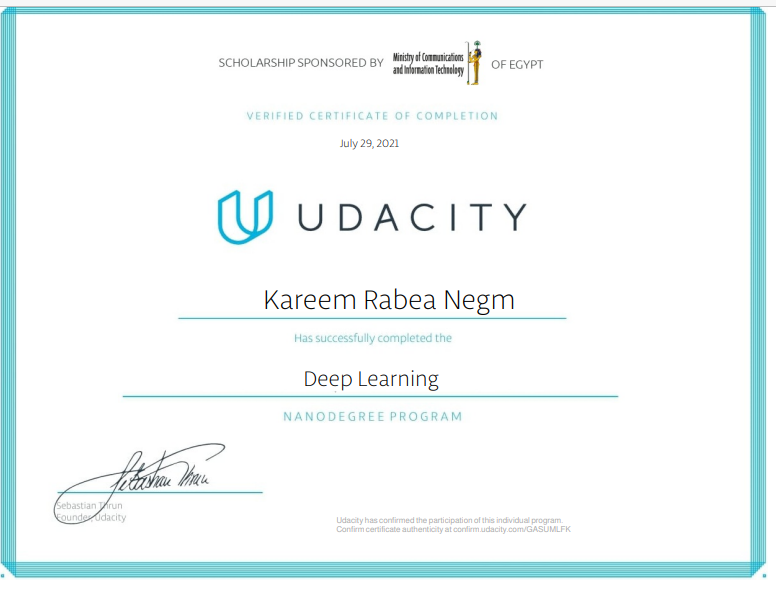 SCHOLARSHIP SPONSORED BY Ministry of Communications and Information Technology OF EGYPT
VERIFIED CERTIFICATE OF COMPLETION
July 29, 2021
UDACITY
Kareem Rabea Negm
Has successfully completed the
Deep Learning
NANODEGREE PROGRAM
Sebastian Thrun
Sebastian Thrun
Founder, Udacity
Udacity has confirmed the participation of this individual program.
Confirm certificate authenticity at confirm.udacity.com/GASUMLFK